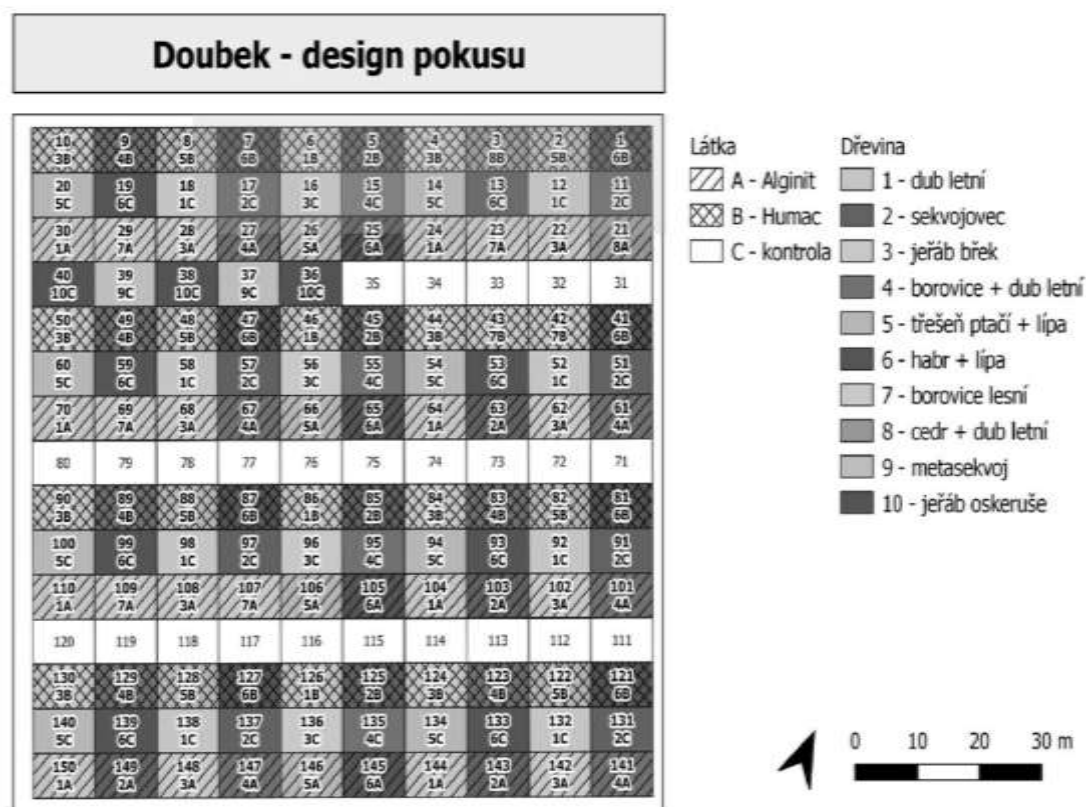 Doubek - design pokusu
10 9 8 7 6 5 4 3 2 1
3B 4B 5B 6B 1B 2B 3B 8B 5B 6B
20 19 18 17 16 15 14 13 12 11
5C 6C 1C 2C 3C 4C 5C 6C 1C 2C
30 29 28 27 26 25 24 23 22 21
1A 7A 3A 4A 5A 6A 1A 7A 3A 8A
40 39 38 37 36 35 34 33 32 31
10C 9C 10C 9C 10C
50 49 48 47 46 45 44 43 42 41
3B 4B 5B 6B 1B 2B 3B 7B 7B 6B
60 59 58 57 56 55 54 53 52 51
5C 6C 1C 2C 3C 4C 5C 6C 1C 2C
70 69 68 67 66 65 64 63 62 61
1A 7A 3A 4A 5A 6A 1A 2A 3A 4A
80 79 78 77 76 75 74 73 72 71
90 89 88 87 86 85 84 83 82 81
3B 4B 5B 6B 1B 2B 3B 4B 5B 6B
100 99 98 97 96 95 94 93 92 91
5C 6C 1C 2C 3C 4C 5C 6C 1C 2C
110 109 108 107 106 105 104 103 102 101
1A 7A 3A 7A 5A 6A 1A 2A 3A 4A
120 119 118 117 116 115 114 113 112 111
130 129 128 127 126 125 124 123 122 121
3B 4B 5B 6B 1B 2B 3B 4B 5B 6B
140 139 138 137 136 135 134 133 132 131
5C 6C 1C 2C 3C 4C 5C 6C 1C 2C
150 149 148 147 146 145 144 143 142 141
1A 2A 3A 4A 5A 6A 1A 2A 3A 4A
Látka
A - Alginit
B - Humac
C - kontrola
Dřevina
1 - dub letní
2 - sekvojovec
3 - jeřáb břek
4 - borovice + dub letní
5 - třešeň ptačí + lípa
6 - habr + lípa
7 - borovice lesní
8 - cedr + dub letní
9 - metasekvoj
10 - jeřáb oskeruše
0 10 20 30 m